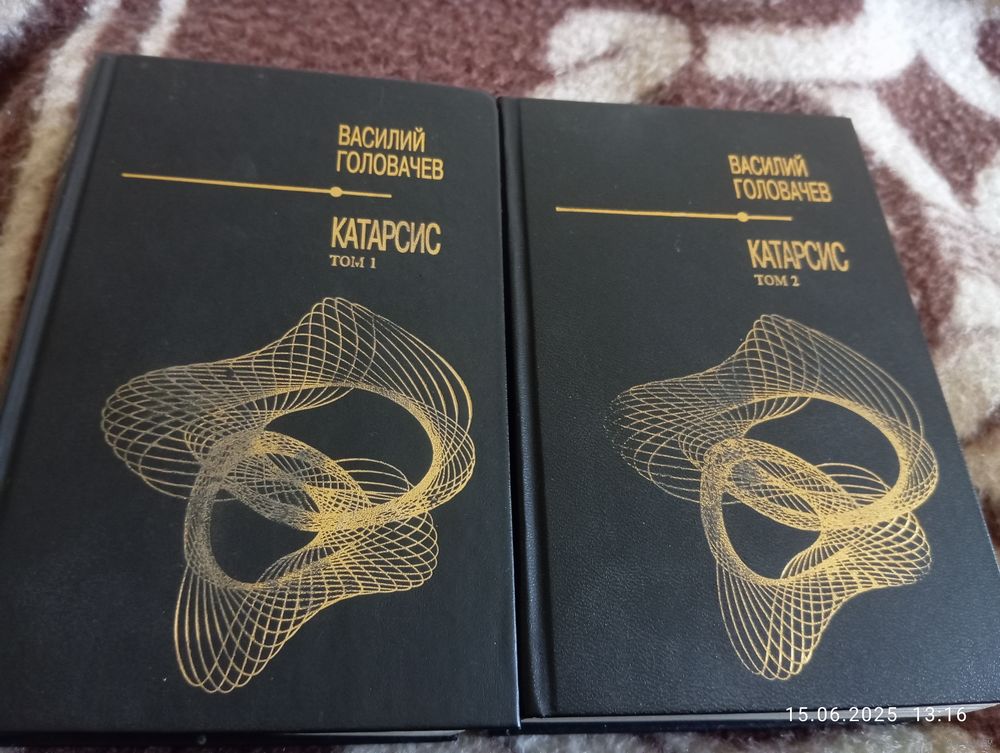 ВАСИЛИЙ
ГОЛОВАЧЕВ
КАТАРСИС
ТОМ 1
ВАСИЛИЙ
ГОЛОВАЧЕВ
КАТАРСИС
ТОМ 2
15.06.2025 13:16